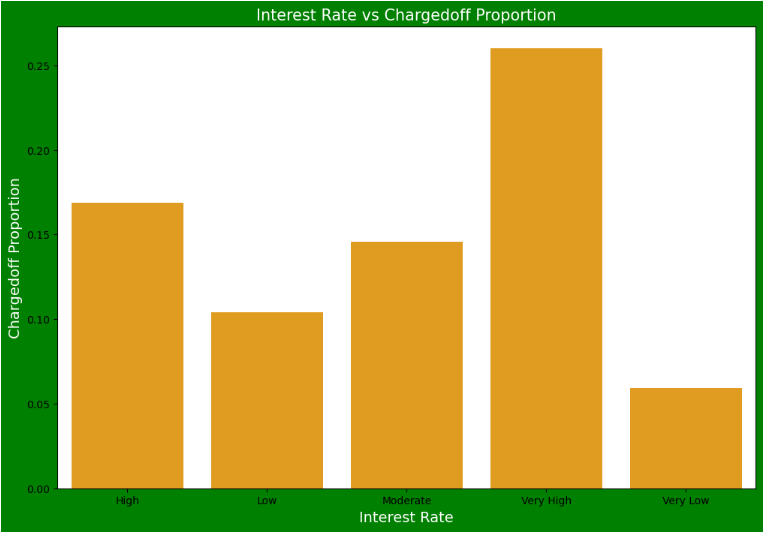 Interest Rate vs Chargedoff Proportion
Chargedoff Proportion
0.25
0.20
0.15
0.10
0.05
0.00
High Low Moderate Very High Very Low
Interest Rate